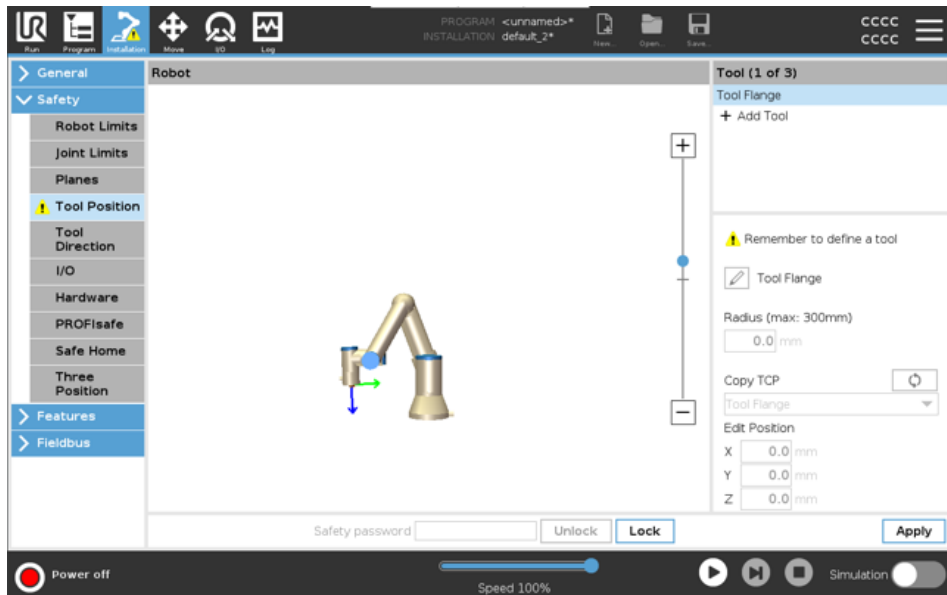 UR
PROGRAM <unnamed>*
INSTALLATION default_2*
Run Program Installation Move I/O Log New... Open... Save...
cccc
cccc
General
Safety
Robot Limits
Joint Limits
Planes
Tool Position
Tool
Direction
I/O
Hardware
PROFIsafe
Safe Home
Three
Position
Features
Fieldbus
Robot
Tool (1 of 3)
Tool Flange
+ Add Tool
Remember to define a tool
Tool Flange
Radius (max: 300mm)
0.0 mm
Copy TCP
Tool Flange
Edit Position
X 0.0 mm
Y 0.0 mm
Z 0.0 mm
Safety password Unlock Lock Apply
Power off
Speed 100%
Simulation